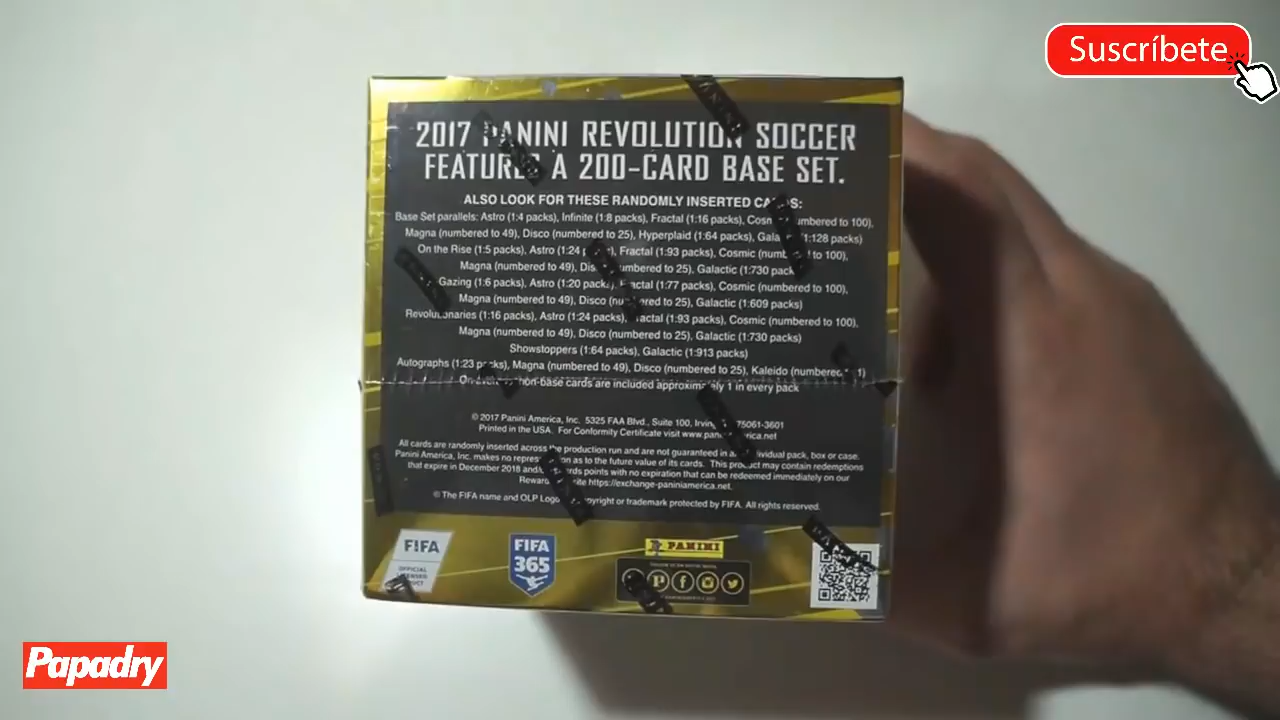 Suscríbete
2017 PANINI REVOLUTION SOCCER
FEATURES A 200-CARD BASE SET.
ALSO LOOK FOR THESE RANDOMLY INSERTED CARDS:
Base Set parallels: Astro (1:4 packs), Infinite (1:8 packs), Fractal (1:16 packs), Cosmic (numbered to 100),
Magna (numbered to 49), Disco (numbered to 25), Hyperplaid (1:64 packs), Galactic (1:128 packs)
On the Rise (1:5 packs), Astro (1:24 packs), Fractal (1:93 packs), Cosmic (numbered to 100),
Magna (numbered to 49), Disco (numbered to 25), Galactic (1:730 packs)
Gazing (1:6 packs), Astro (1:20 packs), Fractal (1:77 packs), Cosmic (numbered to 100),
Magna (numbered to 49), Disco (numbered to 25), Galactic (1:609 packs)
Revolutionaries (1:16 packs), Astro (1:24 packs), Fractal (1:93 packs), Cosmic (numbered to 100),
Magna (numbered to 49), Disco (numbered to 25), Galactic (1:730 packs)
Showstoppers (1:64 packs), Galactic (1:913 packs)
Autographs (1:23 packs), Magna (numbered to 49), Disco (numbered to 25), Kaleido (numbered 1)
non-base cards are included approximately 1 in every pack
© 2017 Panini America, Inc. 5325 FAA Blvd., Suite 100, Irving, 75061-3601
Printed in the USA. For Conformity Certificate visit www.paniniamerica.net
All cards are randomly inserted across the production run and are not guaranteed in an individual pack, box or case.
Panini America, Inc. makes no representation as to the future value of its cards. This product may contain redemptions
that expire in December 2018 and/or cards points with no expiration that can be redeemed immediately on our
Rewards site https://exchange-paniniamerica.net.
© The FIFA name and OLP Logo copyright or trademark protected by FIFA. All rights reserved.
FIFA
OFFICIAL
LICENSED
PRODUCT
FIFA
365
PANINI
Papadry